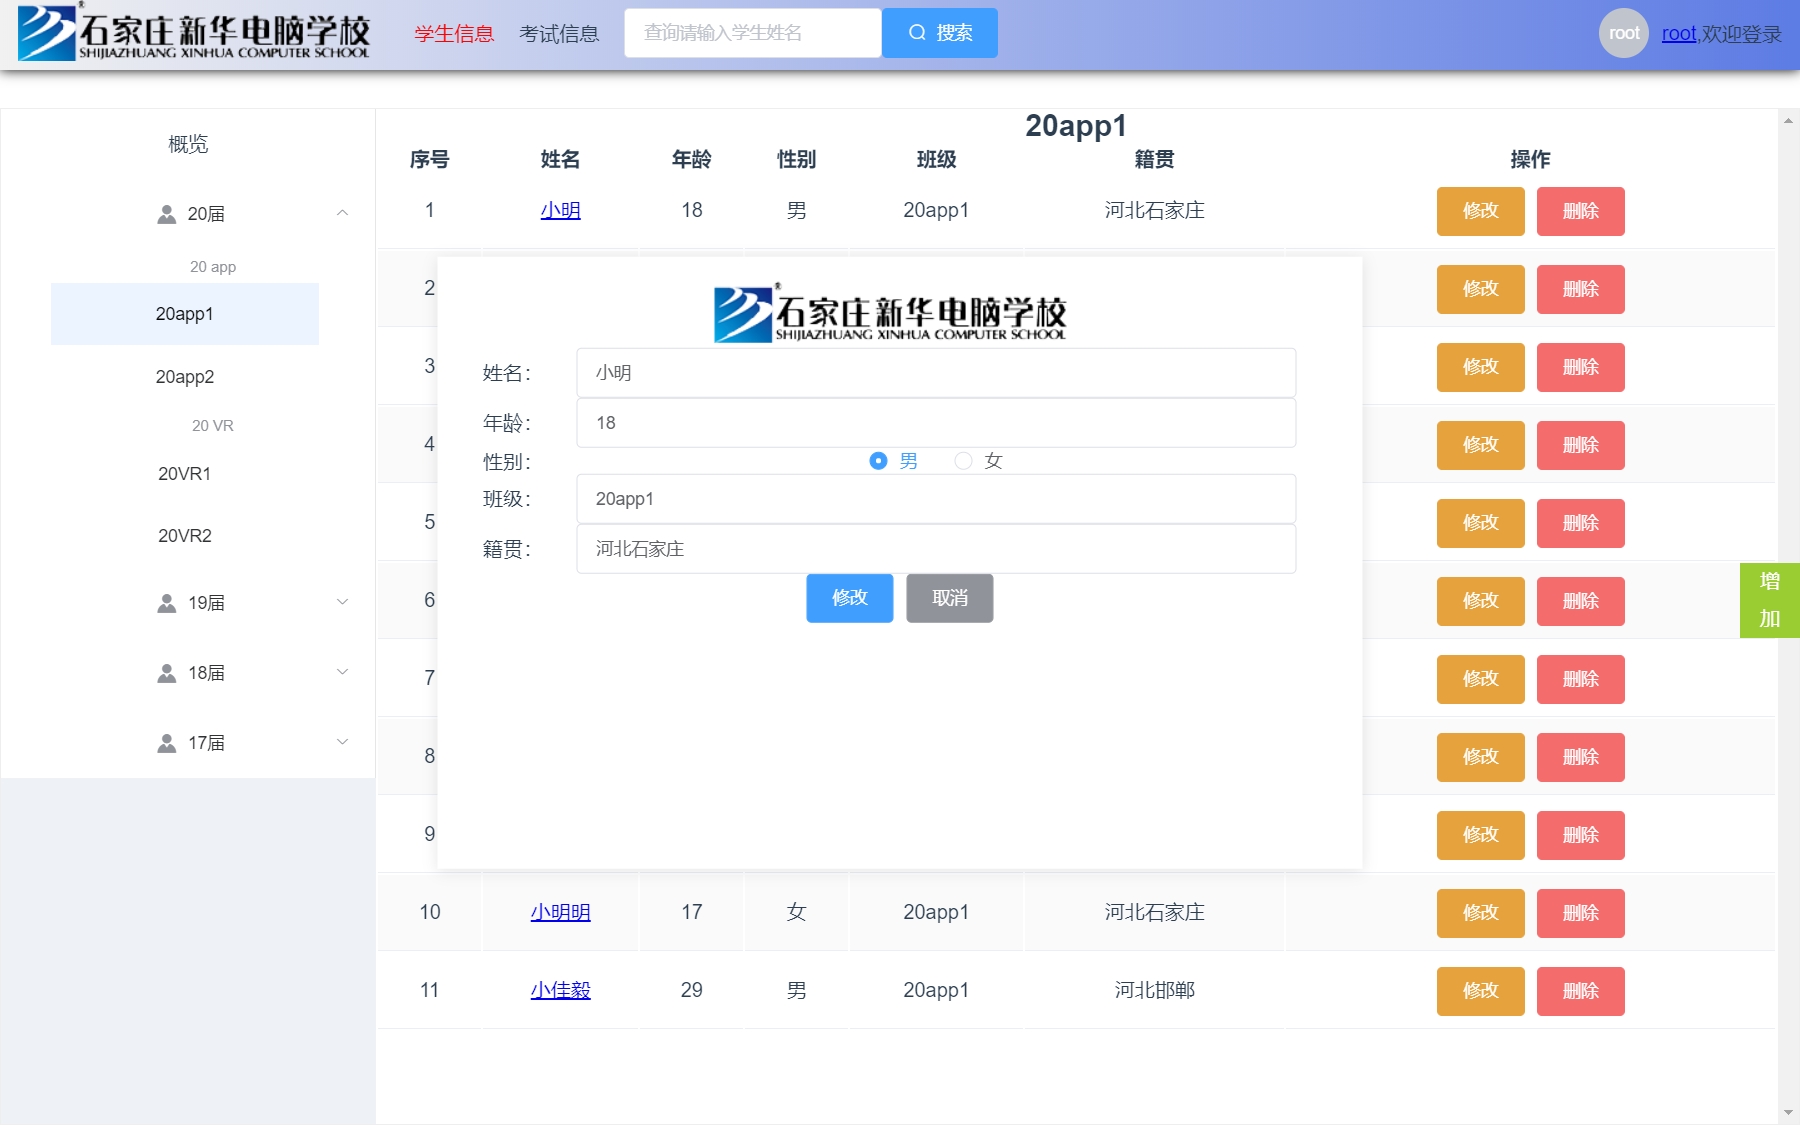 石家庄新华电脑学校
SHIJIAZHUANG XINHUA COMPUTER SCHOOL
学生信息 考试信息 查询请输入学生姓名 搜索 root root,欢迎登录
概览
20届
20 app
20app1
20app2
20 VR
20VR1
20VR2
19届
18届
17届
20app1
序号 姓名 年龄 性别 班级 籍贯 操作
1 小明 18 男 20app1 河北石家庄 修改 删除
2 修改 删除
3 修改 删除
4 修改 删除
5 修改 删除
6 修改 删除
7 修改 删除
8 修改 删除
9 修改 删除
10 小明明 17 女 20app1 河北石家庄 修改 删除
11 小佳毅 29 男 20app1 河北邯郸 修改 删除
石家庄新华电脑学校
SHIJIAZHUANG XINHUA COMPUTER SCHOOL
姓名： 小明
年龄： 18
性别： 男 女
班级： 20app1
籍贯： 河北石家庄
修改 取消
增
加